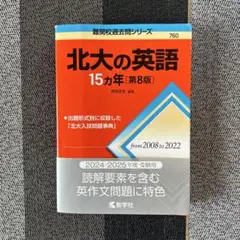 難関校過去問シリーズ
760
北大の英語
15カ年[第8版]
出題形式別に収録した
「北大入試問題事典」
from 2008 to 2022
2024・2025年度 受験用
読解要素を含む
英作文問題に特色
教学社